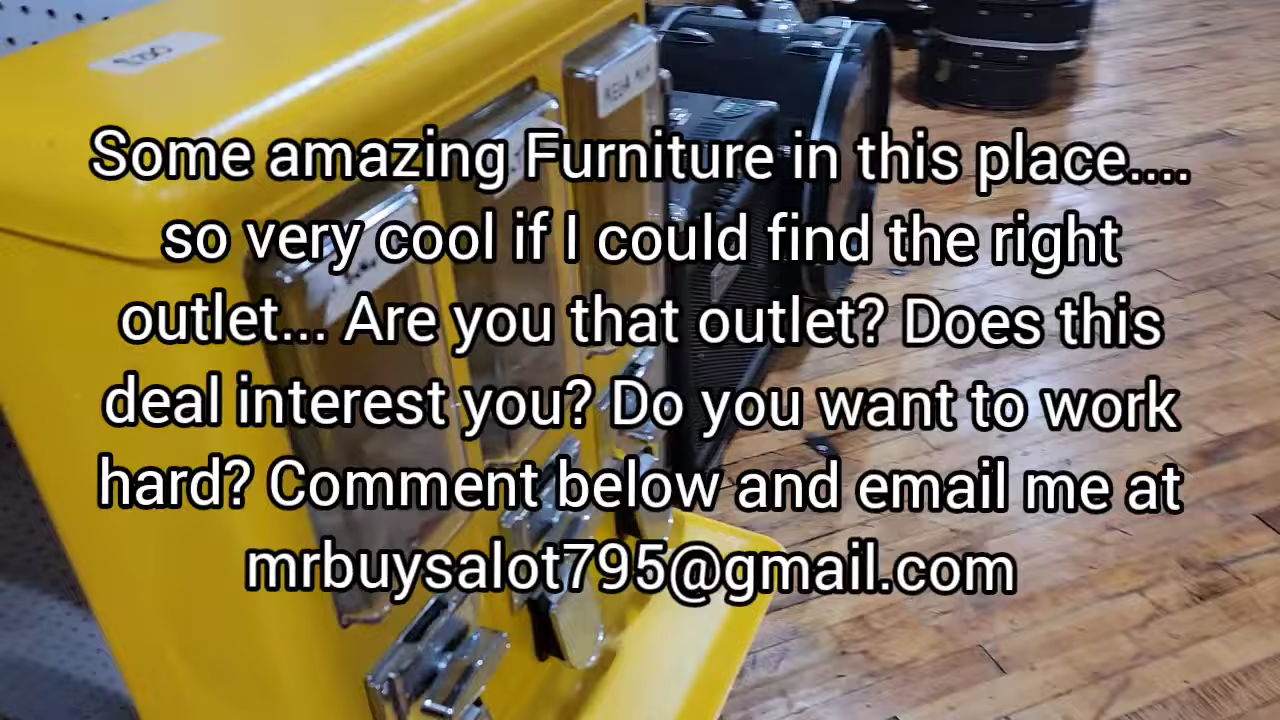 Some amazing Furniture in this place....
so very cool if I could find the right
outlet... Are you that outlet? Does this
deal interest you? Do you want to work
hard? Comment below and email me at
mrbuysalot795@gmail.com